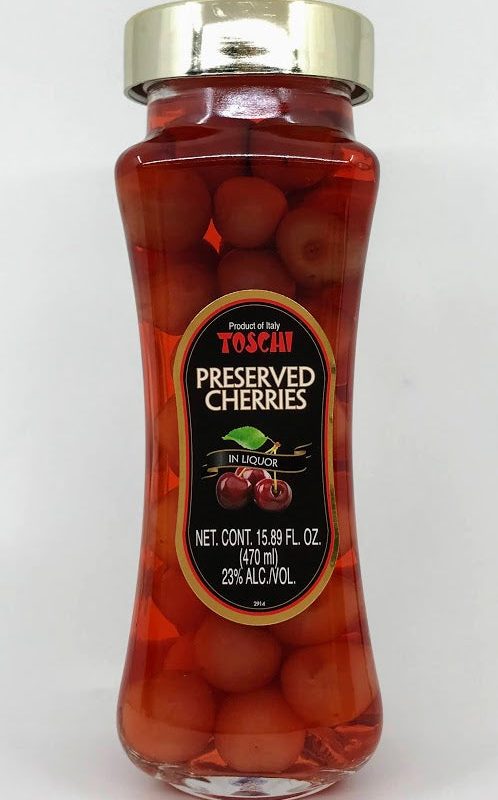 Product of Italy
TOSCHI
PRESERVED
CHERRIES
IN LIQUOR
NET. CONT. 15.89 FL. OZ.
(470 ml)
23% ALC./VOL.
2914